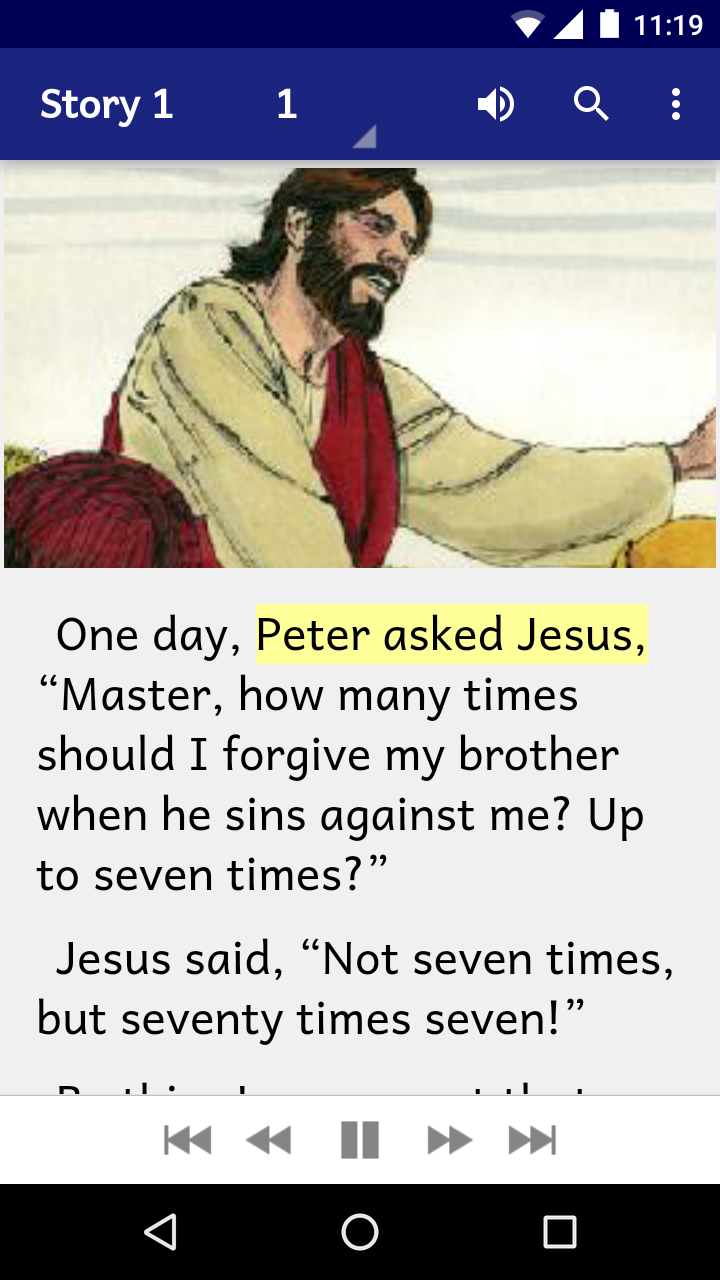 11:19
Story 1 1
One day, Peter asked Jesus,
“Master, how many times
should I forgive my brother
when he sins against me? Up
to seven times?”
Jesus said, “Not seven times,
but seventy times seven!”